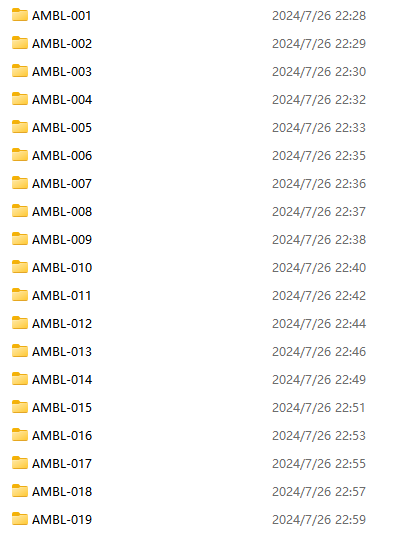 AMBL-001 2024/7/26 22:28
AMBL-002 2024/7/26 22:29
AMBL-003 2024/7/26 22:30
AMBL-004 2024/7/26 22:32
AMBL-005 2024/7/26 22:33
AMBL-006 2024/7/26 22:35
AMBL-007 2024/7/26 22:36
AMBL-008 2024/7/26 22:37
AMBL-009 2024/7/26 22:38
AMBL-010 2024/7/26 22:40
AMBL-011 2024/7/26 22:42
AMBL-012 2024/7/26 22:44
AMBL-013 2024/7/26 22:46
AMBL-014 2024/7/26 22:49
AMBL-015 2024/7/26 22:51
AMBL-016 2024/7/26 22:53
AMBL-017 2024/7/26 22:55
AMBL-018 2024/7/26 22:57
AMBL-019 2024/7/26 22:59